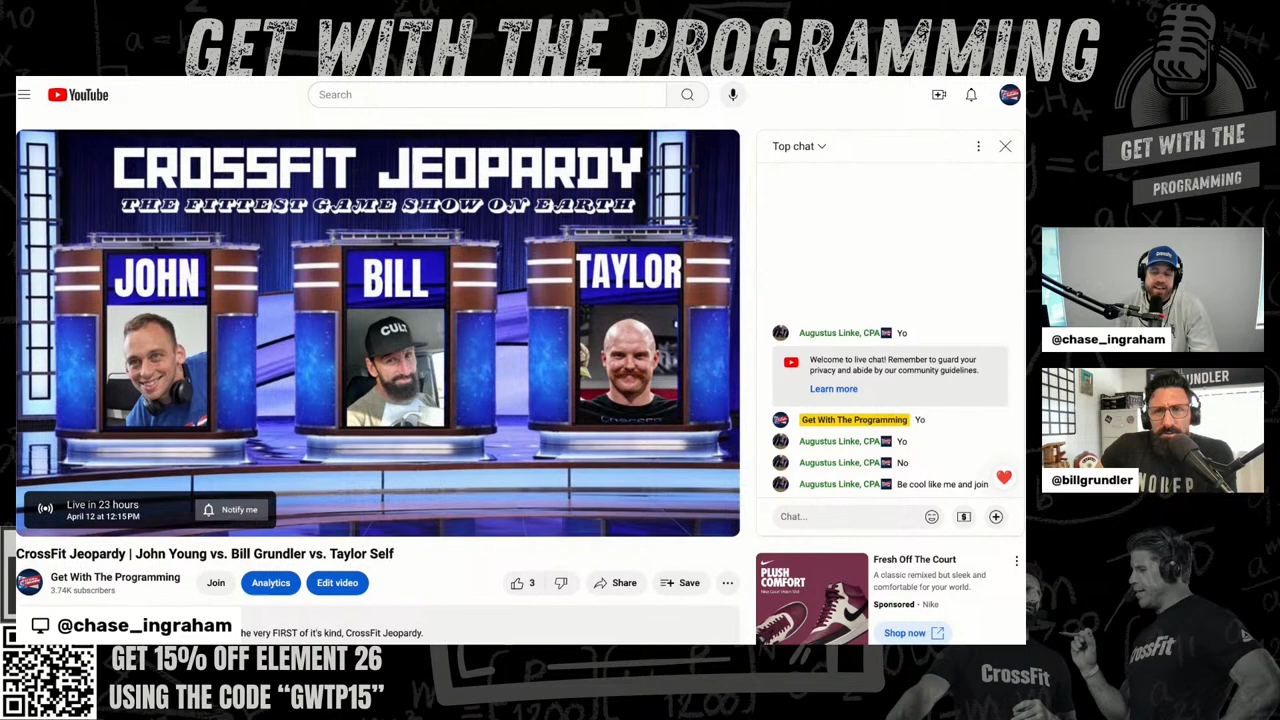 GET WITH THE PROGRAMMING
YouTube
Search
CROSSFIT JEOPARDY
THE FITTEST GAME SHOW ON EARTH
JOHN
BILL
TAYLOR
CULT
Live in 23 hours
April 12 at 12:15PM
Notify me
CrossFit Jeopardy | John Young vs. Bill Grundler vs. Taylor Self
Get With The Programming
3.74K subscribers
Join
Analytics
Edit video
3
Share
Save
he very FIRST of it's kind, CrossFit Jeopardy.
@chase_ingraham
Top chat
Augustus Linke, CPA Yo
Welcome to live chat! Remember to guard your
privacy and abide by our community guidelines.
Learn more
Get With The Programming Yo
Augustus Linke, CPA Yo
Augustus Linke, CPA No
Augustus Linke, CPA Be cool like me and join
Chat...
PLUSH
COMFORT
Fresh Off The Court
A classic remixed but sleek and
comfortable for your world.
Sponsored · Nike
Shop now
GET WITH THE
PROGRAMMING
@chase_ingraham
UNDLER
@billgrundler
GET 15% OFF ELEMENT 26
USING THE CODE “GWTP15”
CrossFit
CrossFit